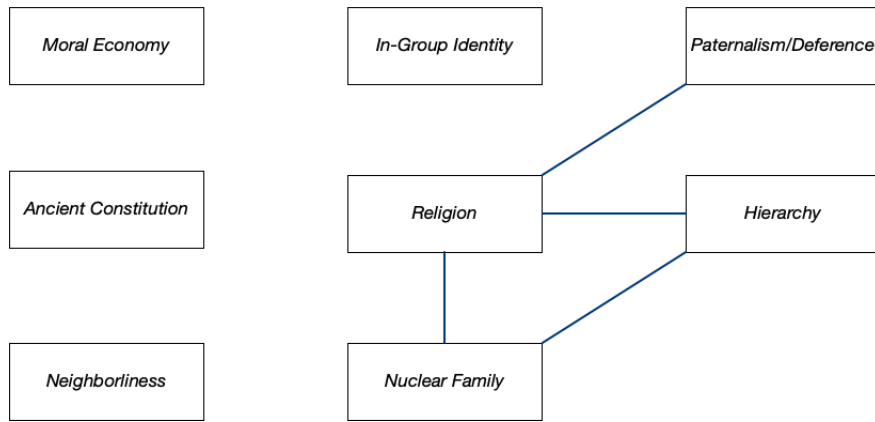 Moral Economy
In-Group Identity
Paternalism/Deference
Ancient Constitution
Religion
Hierarchy
Neighborliness
Nuclear Family